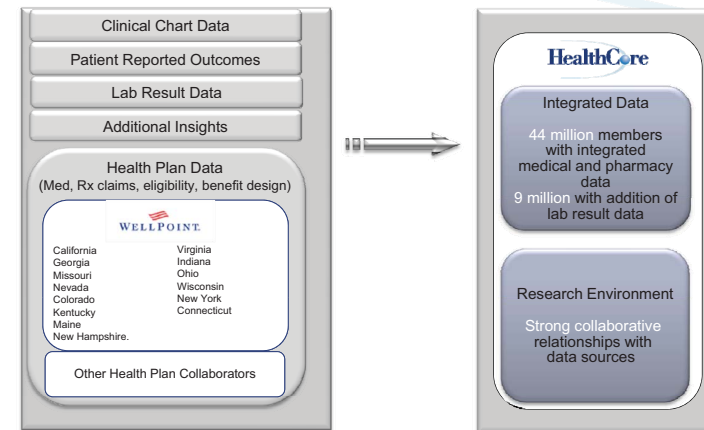 Clinical Chart Data
Patient Reported Outcomes
Lab Result Data
Additional Insights
Health Plan Data
(Med, Rx claims, eligibility, benefit design)
WELLPOINT.
California
Georgia
Missouri
Nevada
Colorado
Kentucky
Maine
New Hampshire.
Virginia
Indiana
Ohio
Wisconsin
New York
Connecticut
Other Health Plan Collaborators
HealthCore
Integrated Data
44 million members
with integrated
medical and pharmacy
data
9 million with addition of
lab result data
Research Environment
Strong collaborative
relationships with
data sources